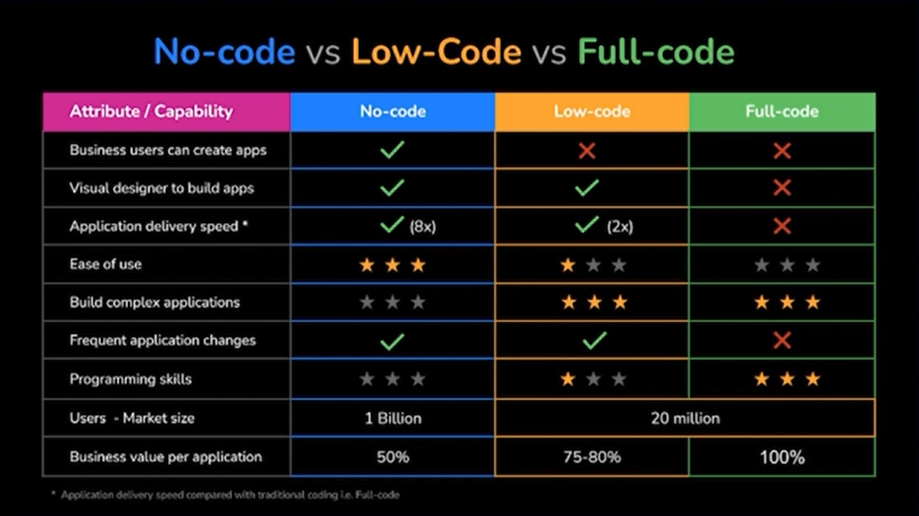 No-code vs Low-Code vs Full-code
Attribute / Capability No-code Low-code Full-code
Business users can create apps
Visual designer to build apps
Application delivery speed * (8x) (2x)
Ease of use
Build complex applications
Frequent application changes
Programming skills
Users - Market size 1 Billion 20 million
Business value per application 50% 75-80% 100%
* Application delivery speed compared with traditional coding i.e. Full-code